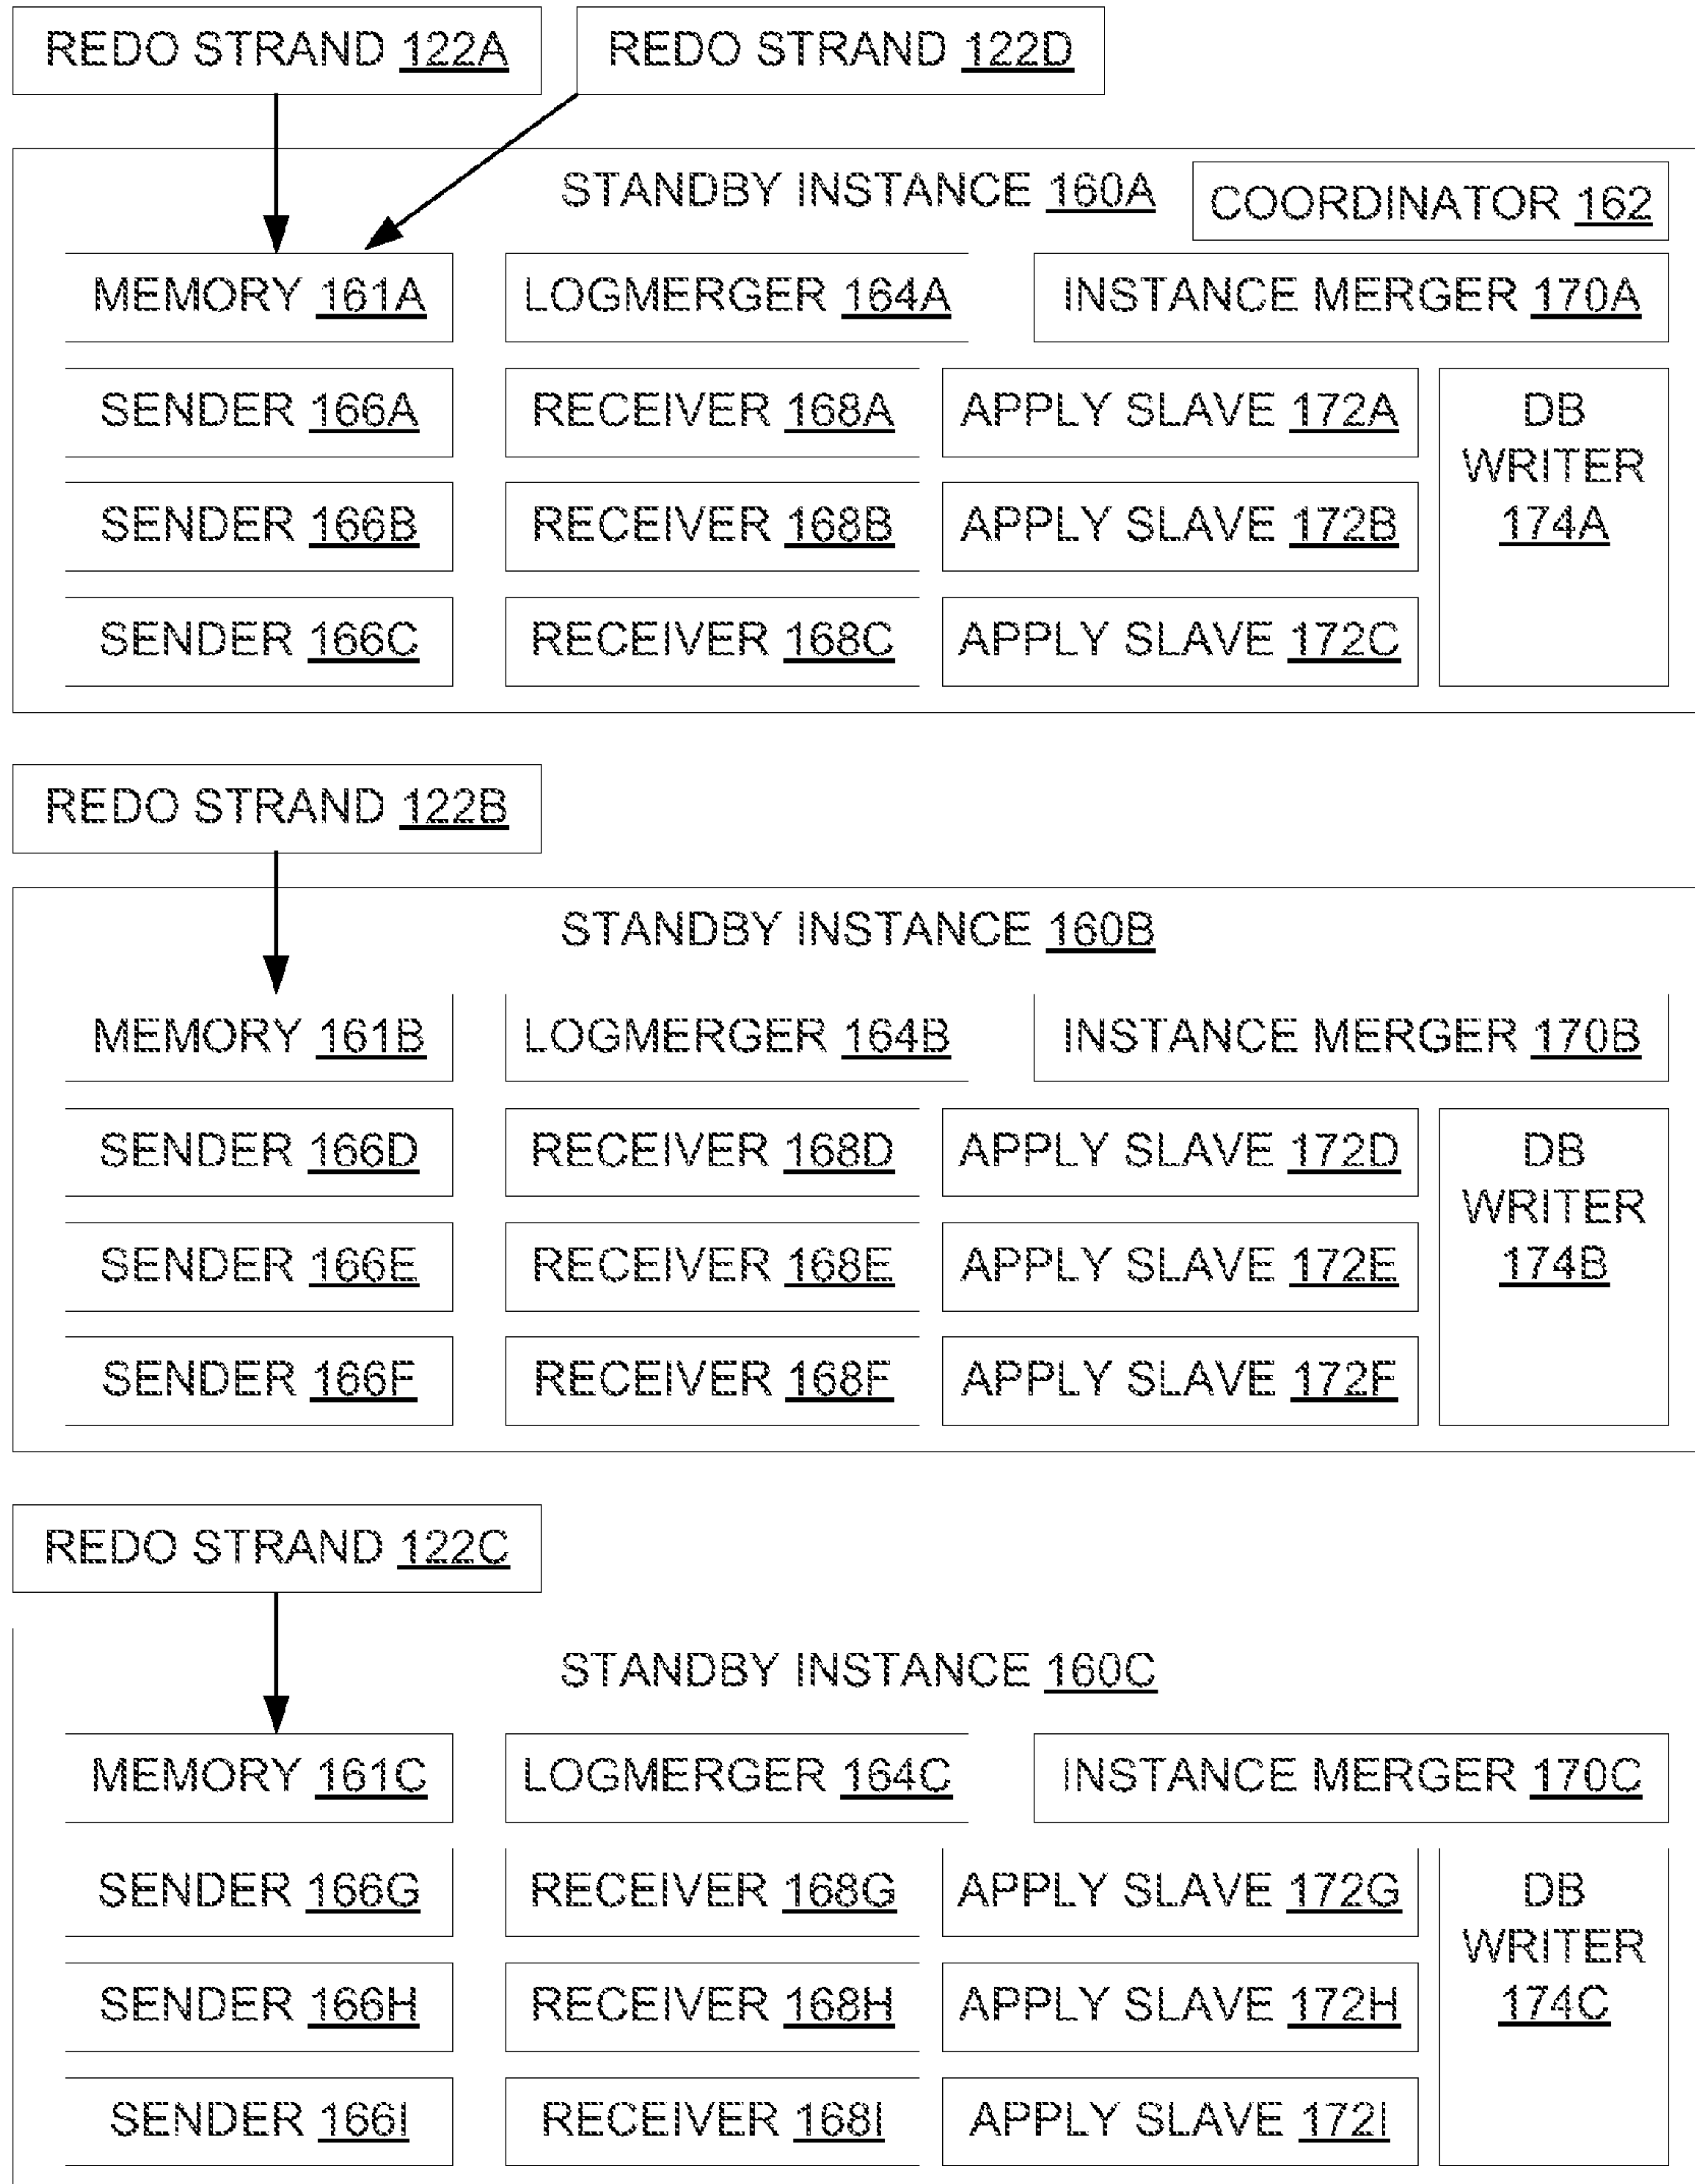 REDO STRAND 122A
REDO STRAND 122D
STANDBY INSTANCE 160A
COORDINATOR 162
MEMORY 161A
LOGMERGER 164A
INSTANCE MERGER 170A
SENDER 166A
RECEIVER 168A
APPLY SLAVE 172A
DB
WRITER
174A
SENDER 166B
RECEIVER 168B
APPLY SLAVE 172B
SENDER 166C
RECEIVER 168C
APPLY SLAVE 172C
REDO STRAND 122B
STANDBY INSTANCE 160B
MEMORY 161B
LOGMERGER 164B
INSTANCE MERGER 170B
SENDER 166D
RECEIVER 168D
APPLY SLAVE 172D
DB
WRITER
174B
SENDER 166E
RECEIVER 168E
APPLY SLAVE 172E
SENDER 166F
RECEIVER 168F
APPLY SLAVE 172F
REDO STRAND 122C
STANDBY INSTANCE 160C
MEMORY 161C
LOGMERGER 164C
INSTANCE MERGER 170C
SENDER 166G
RECEIVER 168G
APPLY SLAVE 172G
DB
WRITER
174C
SENDER 166H
RECEIVER 168H
APPLY SLAVE 172H
SENDER 166I
RECEIVER 168I
APPLY SLAVE 172I